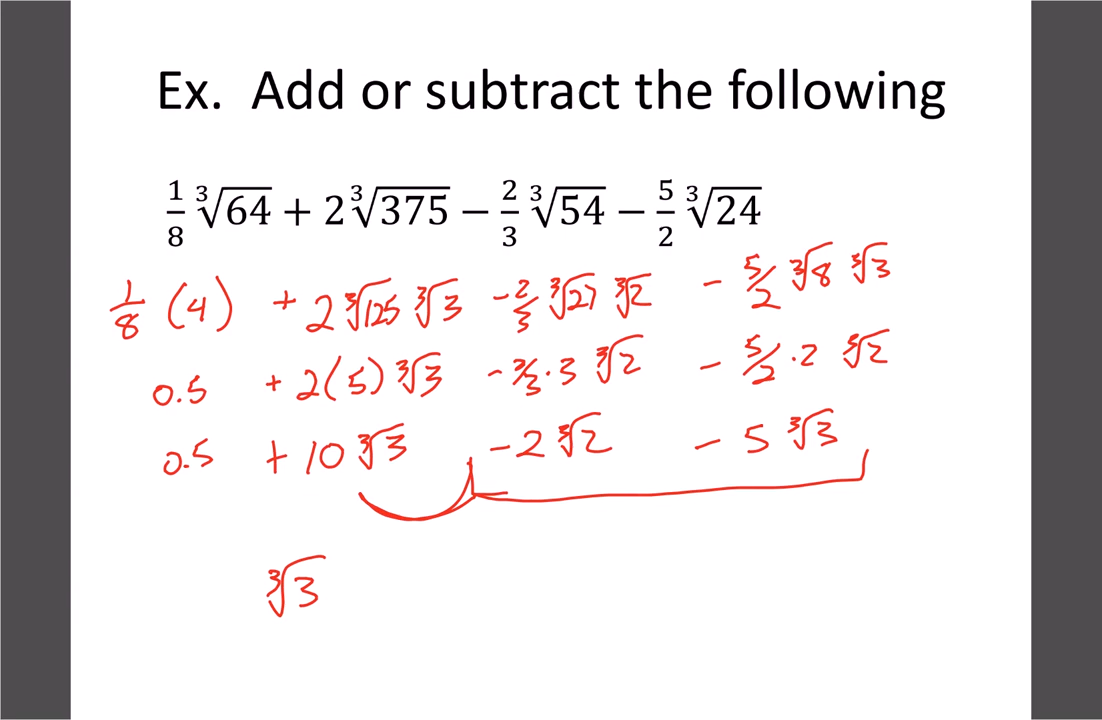 Ex. Add or subtract the following
1/8 ∛64 + 2∛375 − 2/3 ∛54 − 5/2 ∛24
1/8 (4) + 2 ∛125 ∛3 - 2/3 ∛27 ∛2 - 5/2 ∛8 ∛3
0.5 + 2(5) ∛3 - 2/3 · 3 ∛2 - 5/2 · 2 ∛2
0.5 + 10 ∛3 - 2 ∛2 - 5 ∛3
∛3